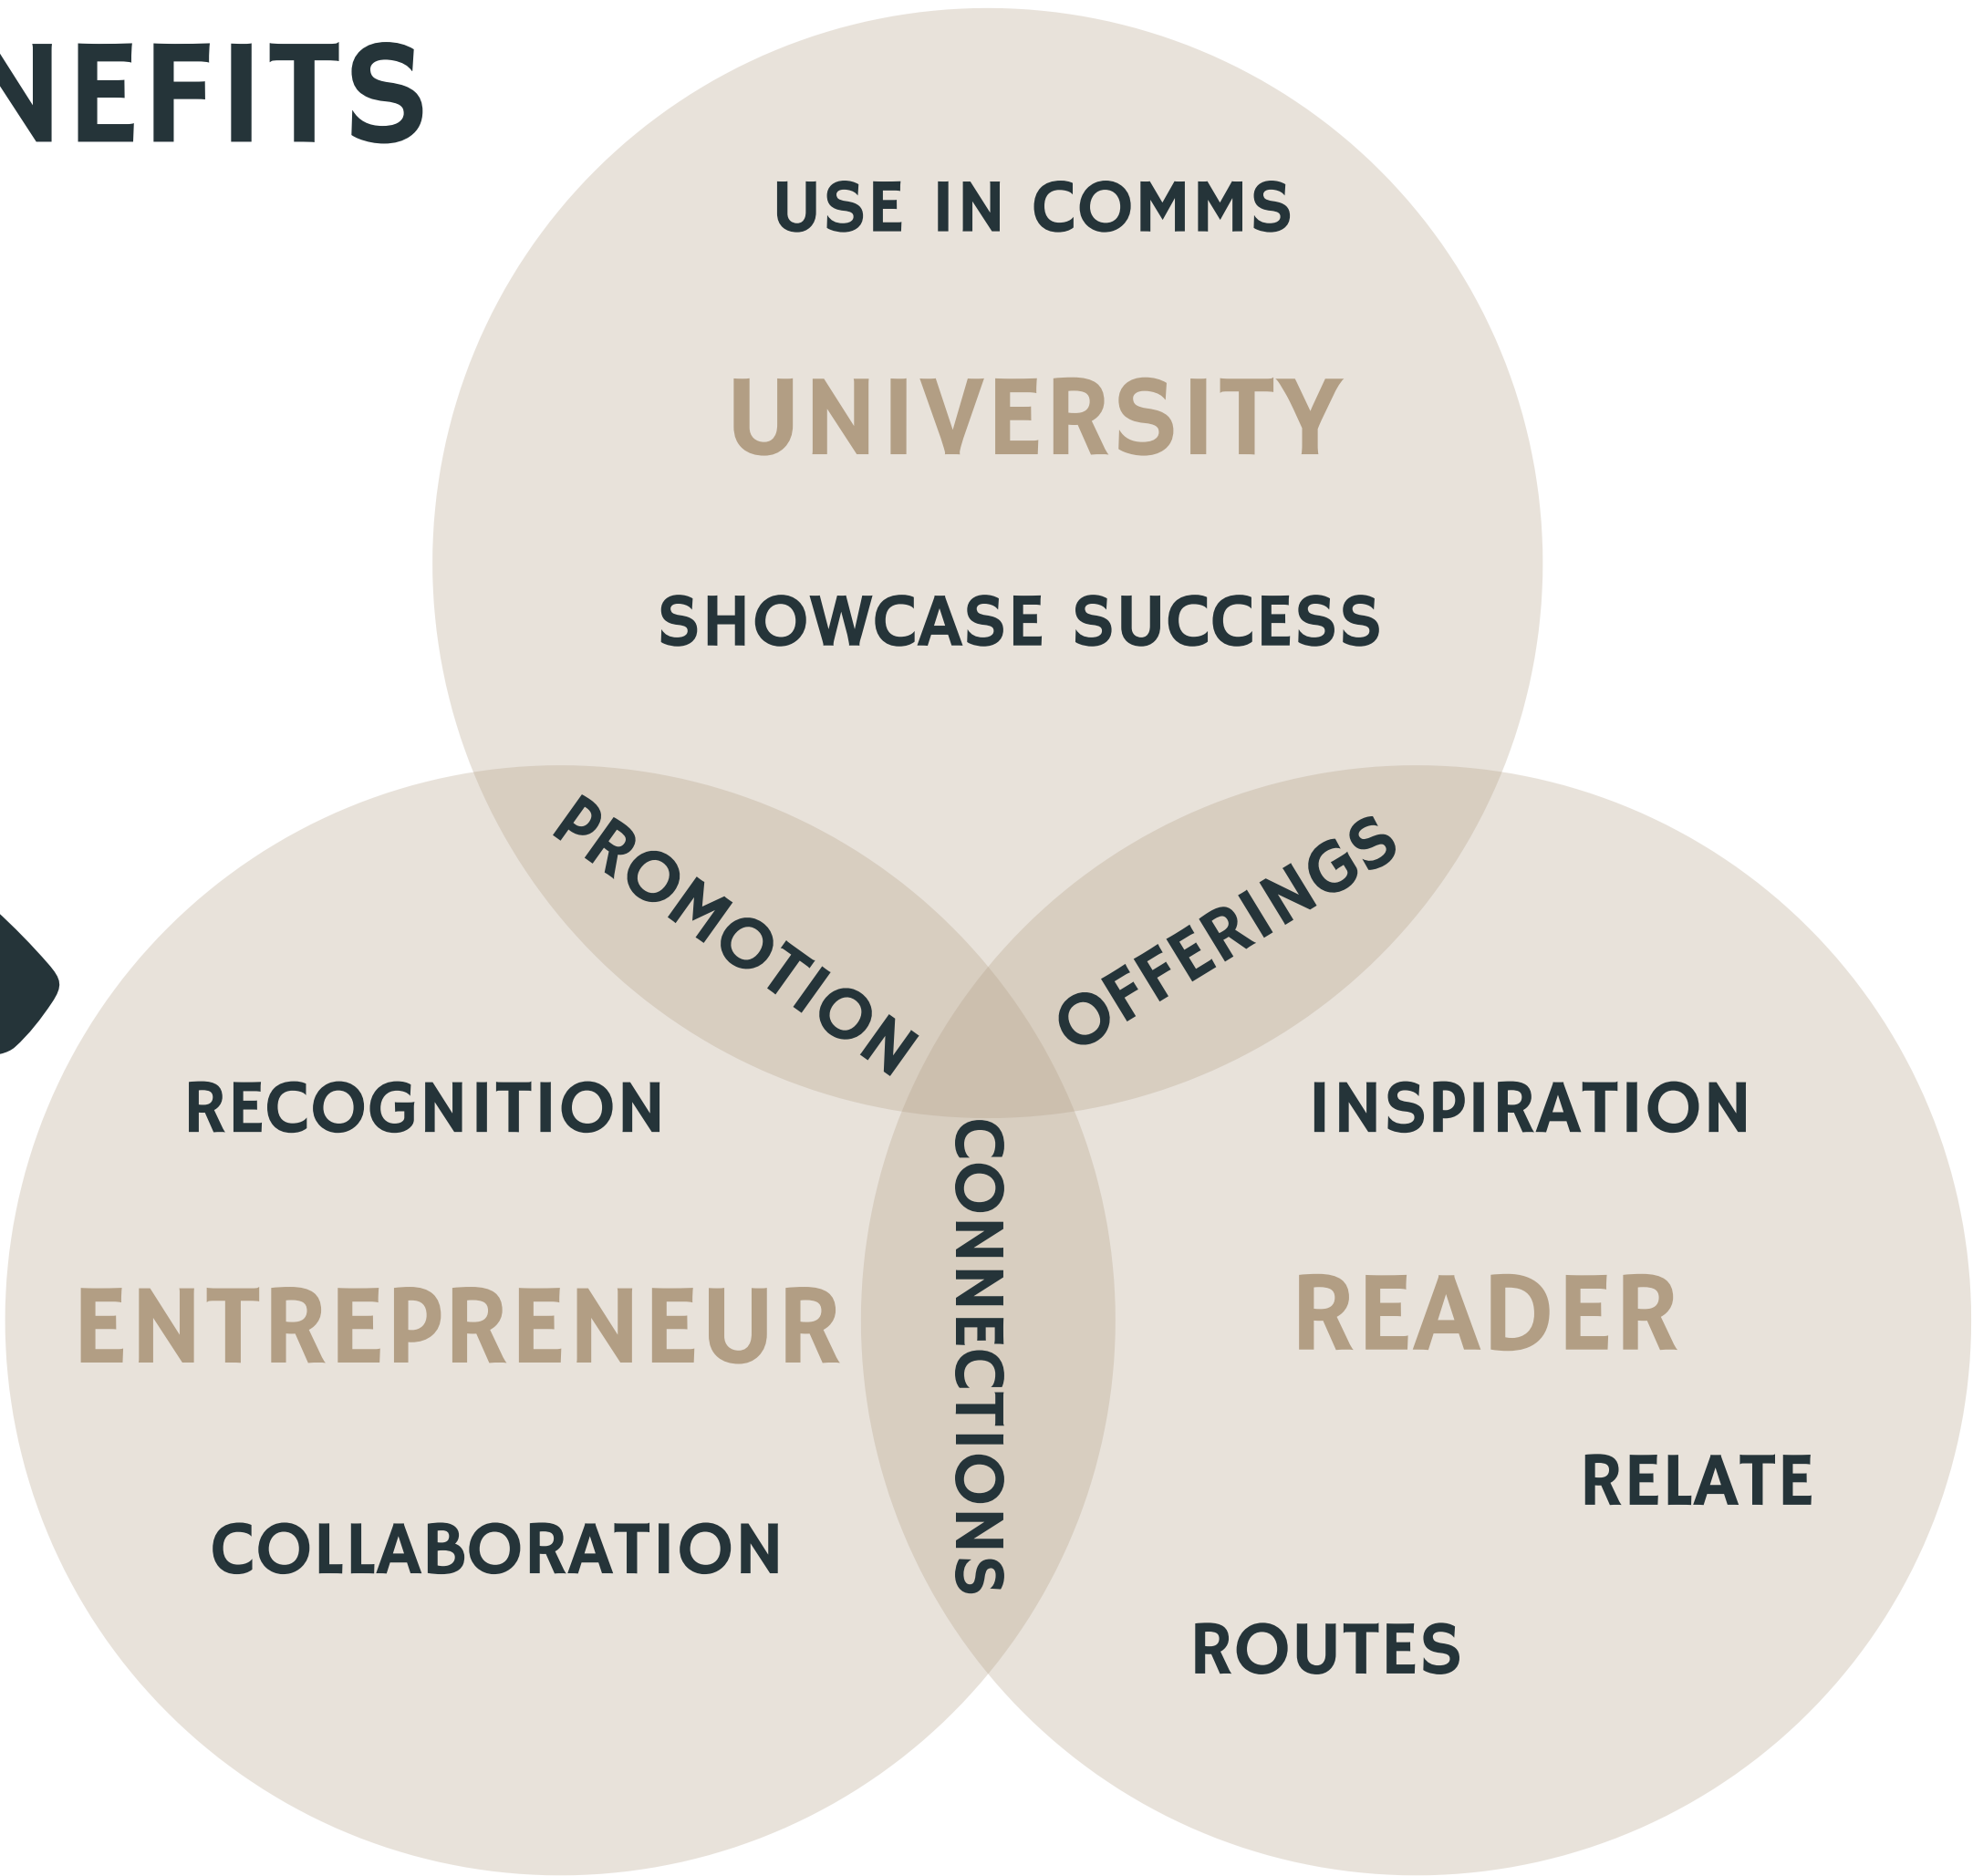 NEFITS
USE IN COMMS
UNIVERSITY
SHOWCASE SUCCESS
PROMOTION
OFFERINGS
RECOGNITION
ENTREPRENEUR
COLLABORATION
CONNECTIONS
INSPIRATION
READER
RELATE
ROUTES